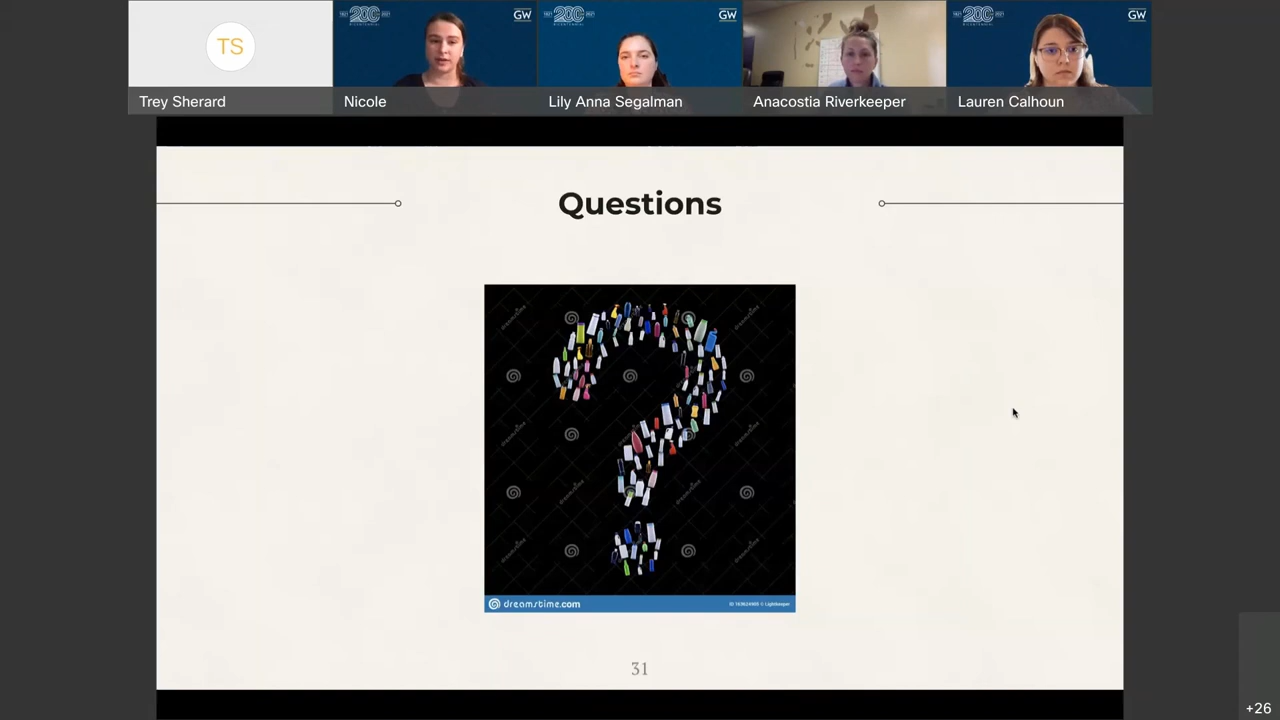 TS
Trey Sherard
Nicole
Lily Anna Segalman
Anacostia Riverkeeper
Lauren Calhoun
GW
GW
GW
Questions
dreamstime.com
31
+26